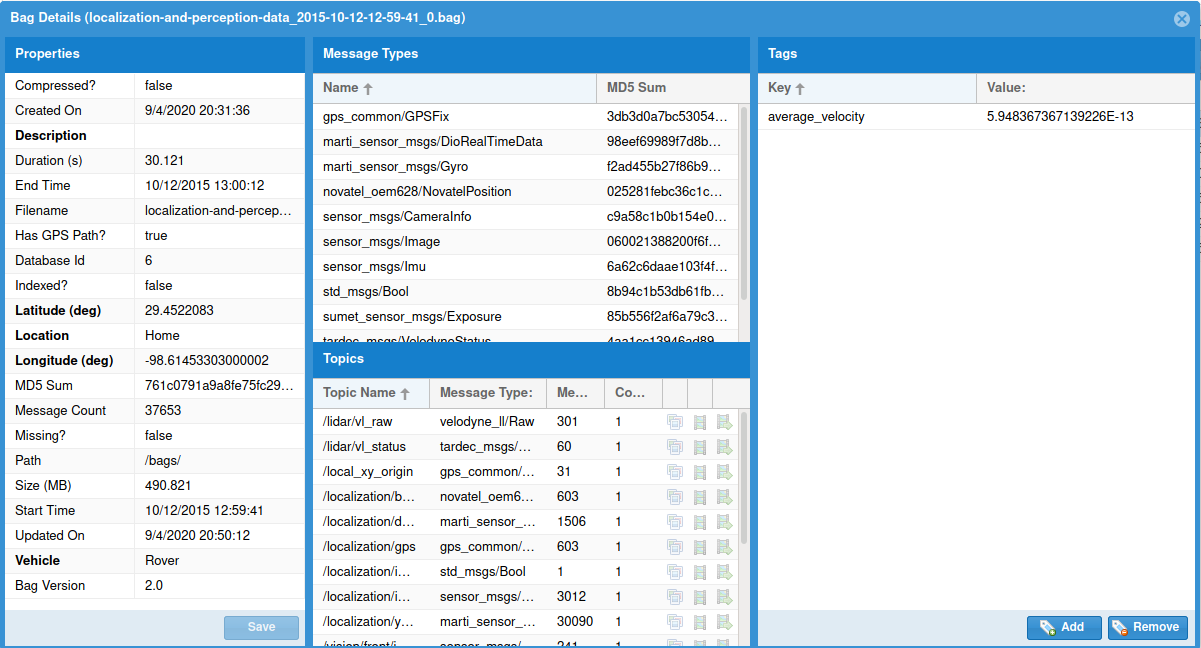 Bag Details (localization-and-perception-data_2015-10-12-12-59-41_0.bag)
Properties
Compressed? false
Created On 9/4/2020 20:31:36
Description
Duration (s) 30.121
End Time 10/12/2015 13:00:12
Filename localization-and-percep...
Has GPS Path? true
Database Id 6
Indexed? false
Latitude (deg) 29.4522083
Location Home
Longitude (deg) -98.61453303000002
MD5 Sum 761c0791a9a8fe75fc29...
Message Count 37653
Missing? false
Path /bags/
Size (MB) 490.821
Start Time 10/12/2015 12:59:41
Updated On 9/4/2020 20:50:12
Vehicle Rover
Bag Version 2.0
Save
Message Types
Name MD5 Sum
gps_common/GPSFix 3db3d0a7bc53054...
marti_sensor_msgs/DioRealTimeData 98eef69989f7d8b...
marti_sensor_msgs/Gyro f2ad455b27f86b9...
novatel_oem628/NovatelPosition 025281febc36c1c...
sensor_msgs/CameraInfo c9a58c1b0b154e0...
sensor_msgs/Image 060021388200f6f...
sensor_msgs/Imu 6a62c6daae103f4f...
std_msgs/Bool 8b94c1b53db61fb...
sumet_sensor_msgs/Exposure 85b556f2af6a79c3...
tardec_msgs/VelodyneStatus 4aa1cc13946ad89...
Topics
Topic Name Message Type: Me... Co...
/lidar/vl_raw velodyne_ll/Raw 301 1
/lidar/vl_status tardec_msgs/... 60 1
/local_xy_origin gps_common/... 31 1
/localization/b... novatel_oem6... 603 1
/localization/d... marti_sensor_... 1506 1
/localization/gps gps_common/... 603 1
/localization/i... std_msgs/Bool 1 1
/localization/i... sensor_msgs/... 3012 1
/localization/y... marti_sensor_... 30090 1
/vision/front/i... sensor_msgs/... 241 1
Tags
Key Value:
average_velocity 5.948367367139226E-13
Add Remove